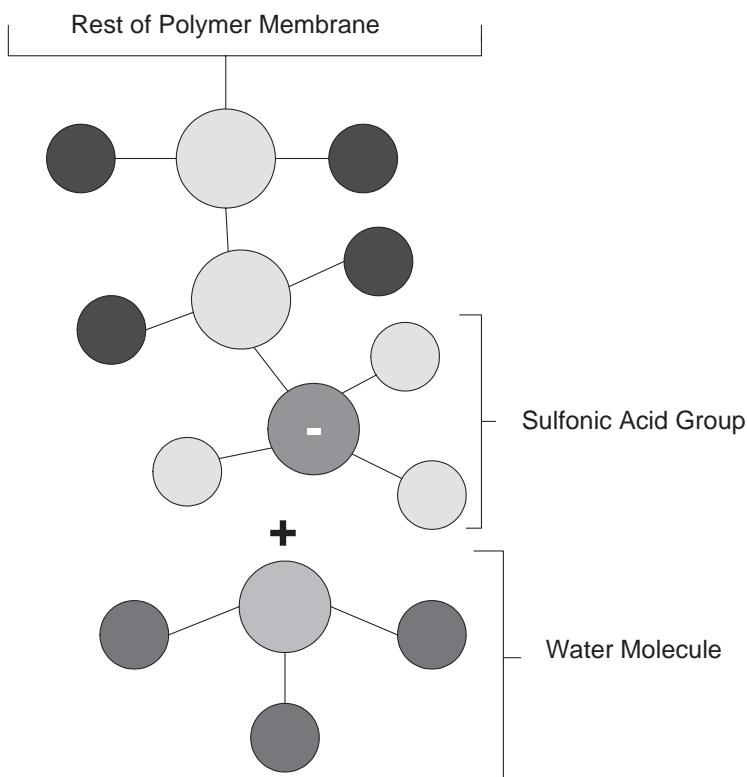 Rest of Polymer Membrane
Sulfonic Acid Group
-
+
Water Molecule